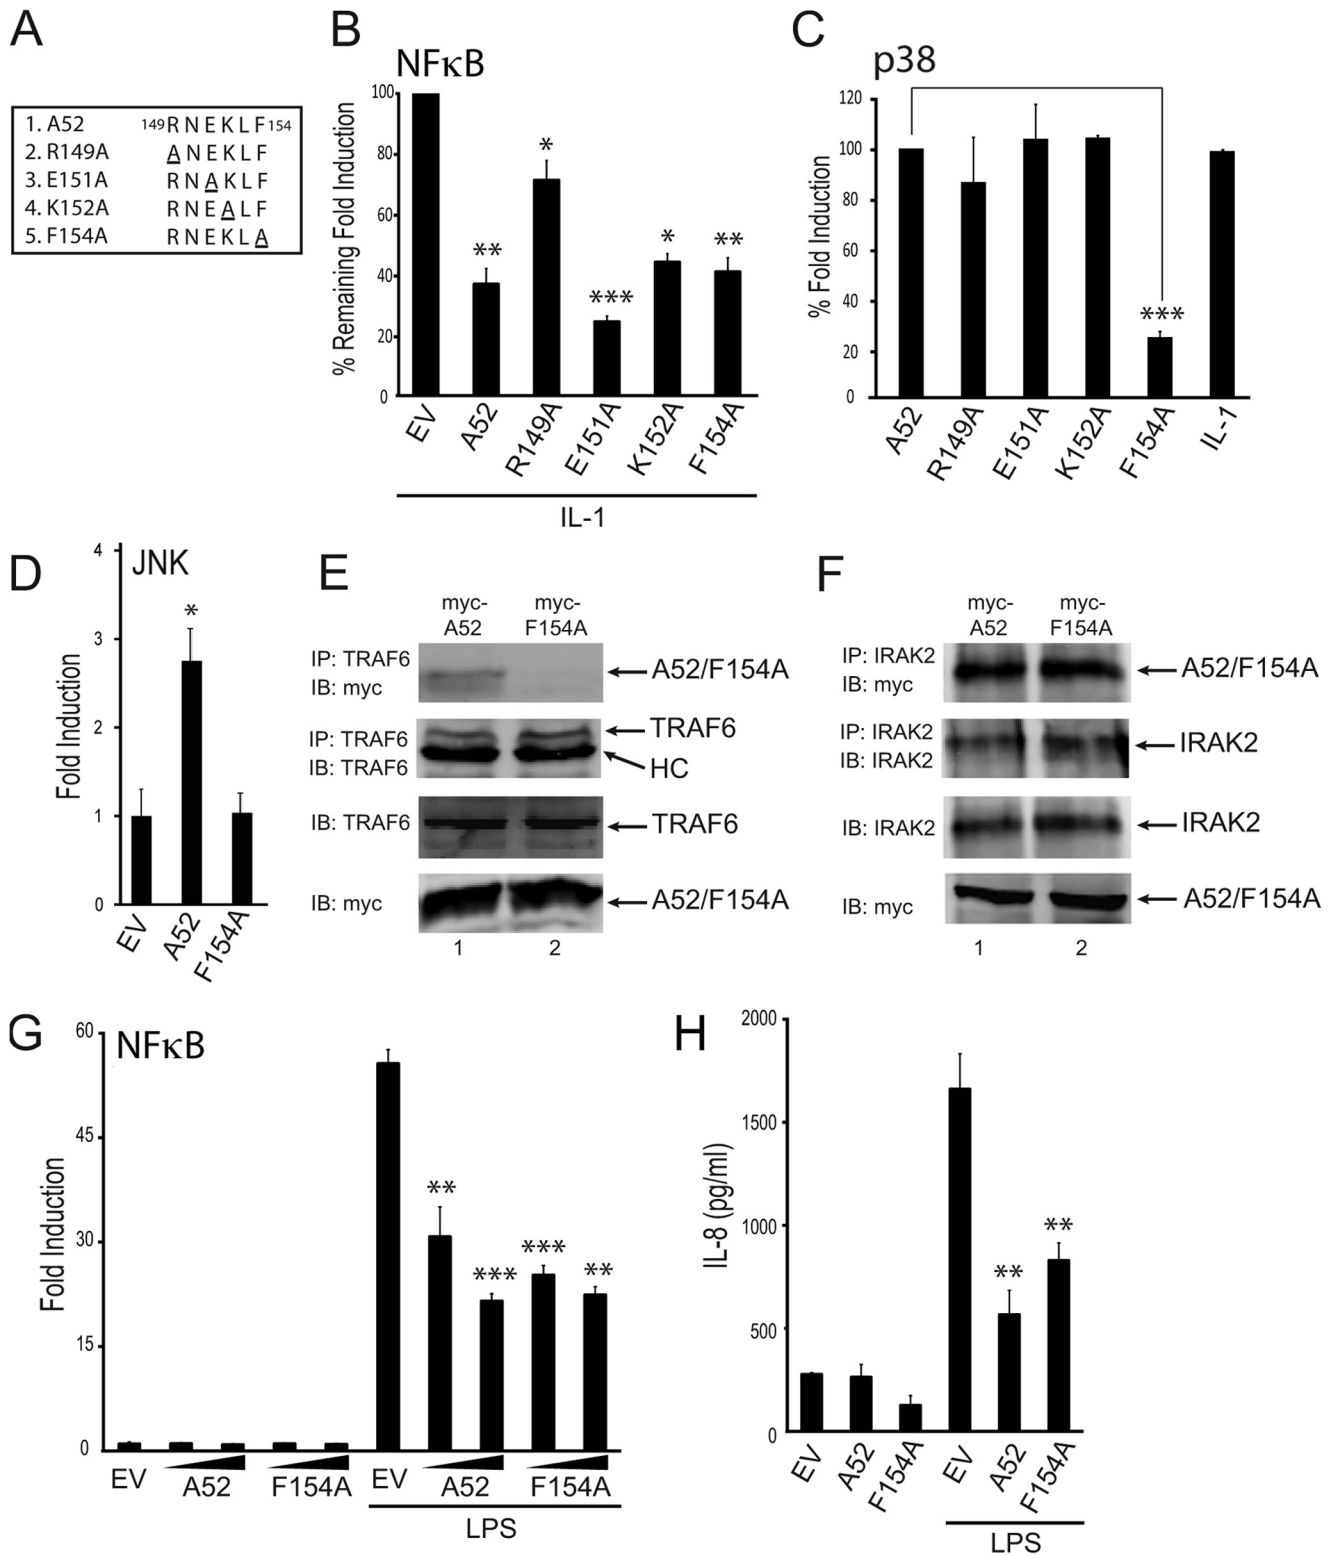 A
1. A52 149RNEKLF154
2. R149A ANEKLF
3. E151A RNAKLF
4. K152A RNEALF
5. F154A RNEKLA
B
NFκB
% Remaining Fold Induction
100
80
60
40
20
0
**
*
***
*
**
EV A52 R149A E151A K152A F154A
IL-1
C
p38
% Fold Induction
120
100
80
60
40
20
0
***
A52 R149A E151A K152A F154A IL-1
D
JNK
Fold Induction
4
3
2
1
0
*
EV A52 F154A
E
myc-
A52
myc-
F154A
IP: TRAF6
IB: myc
A52/F154A
IP: TRAF6
IB: TRAF6
TRAF6
HC
IB: TRAF6
TRAF6
IB: myc
A52/F154A
1 2
F
myc-
A52
myc-
F154A
IP: IRAK2
IB: myc
A52/F154A
IP: IRAK2
IB: IRAK2
IRAK2
IB: IRAK2
IRAK2
IB: myc
A52/F154A
1 2
G
NFκB
Fold Induction
60
45
30
15
0
**
***
***
**
EV A52 F154A EV A52 F154A
LPS
H
IL-8 (pg/ml)
2000
1500
1000
500
0
**
**
EV A52 F154A EV A52 F154A
LPS